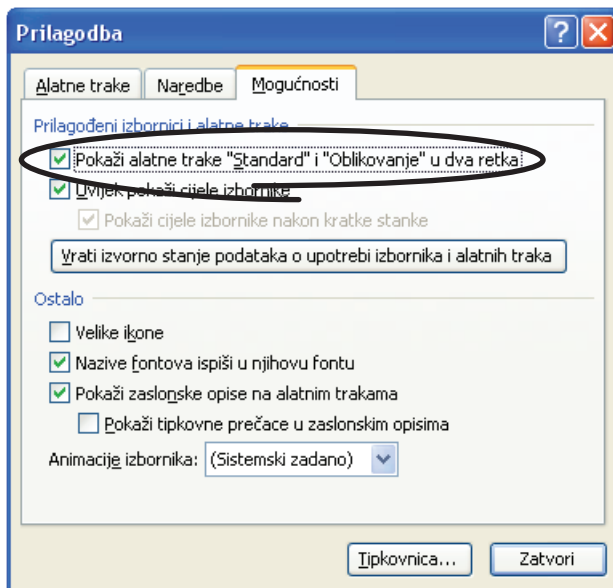 Prilagodba
Alatne trake Naredbe Mogućnosti
Prilagođeni izbornici i alatne trake
Pokaži alatne trake "Standard" i "Oblikovanje" u dva retka
Uvijek pokaži cijele izbornike
Pokaži cijele izbornike nakon kratke stanke
Vrati izvorno stanje podataka o upotrebi izbornika i alatnih traka
Ostalo
Velike ikone
Nazive fontova ispiši u njihovu fontu
Pokaži zaslonske opise na alatnim trakama
Pokaži tipkovne prečace u zaslonskim opisima
Animacije izbornika: (Sistemski zadano)
Tipkovnica... Zatvori